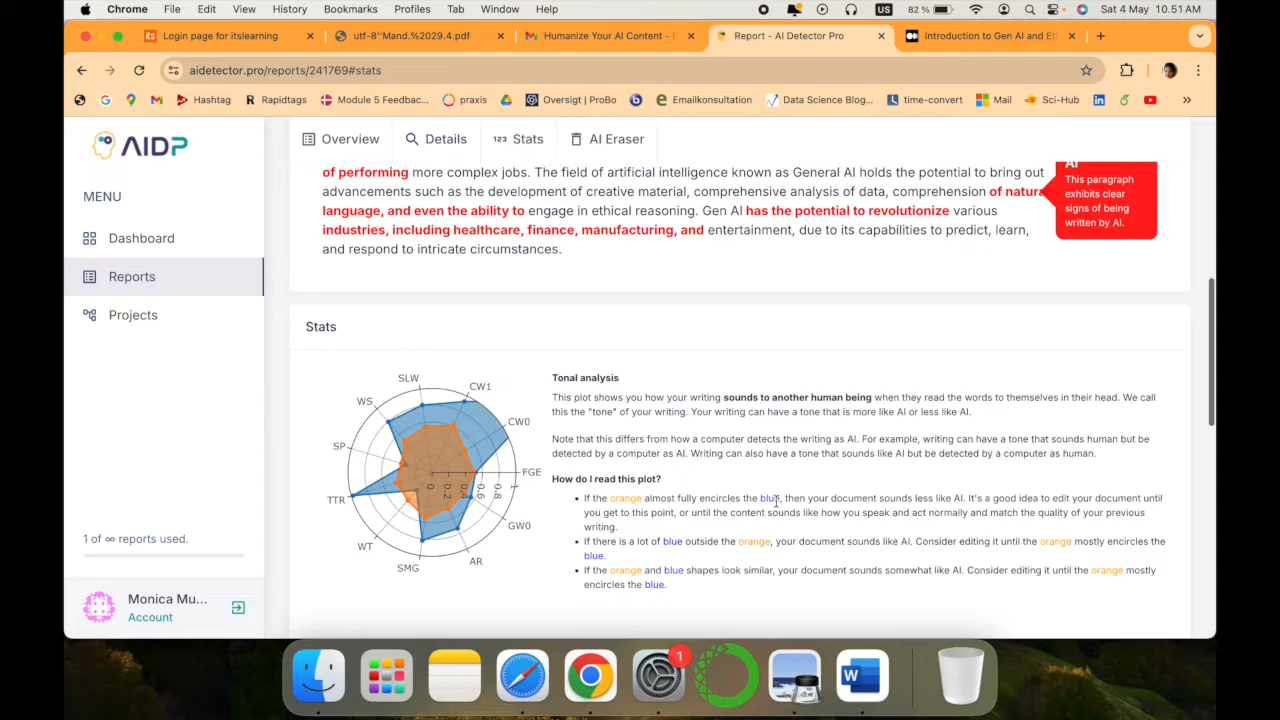 Chrome File Edit View History Bookmarks Profiles Tab Window Help US 82 % Sat 4 May 10.51 AM
its Login page for itslearning utf-8''Mand.%2029.4.pdf Humanize Your AI Content - F Report - AI Detector Pro Introduction to Gen AI and Et
aidetector.pro/reports/241769#stats
Hashtag Rapidtags Module 5 Feedbac... praxis Oversigt | ProBo Emailkonsultation Data Science Blog... time-convert Mail Sci-Hub
AIDP
MENU
Dashboard
Reports
Projects
1 of ∞ reports used.
Monica Mu...
Account
Overview Details 123 Stats AI Eraser
of performing more complex jobs. The field of artificial intelligence known as General AI holds the potential to bring out
advancements such as the development of creative material, comprehensive analysis of data, comprehension of natura
language, and even the ability to engage in ethical reasoning. Gen AI has the potential to revolutionize various
industries, including healthcare, finance, manufacturing, and entertainment, due to its capabilities to predict, learn,
and respond to intricate circumstances.
AI
This paragraph
exhibits clear
signs of being
written by AI.
Stats
SLW
CW1
WS
CW0
SP
FGE
TTR
0 0.2 0.4 0.6 0.8 1
GW0
WT
AR
SMG
Tonal analysis
This plot shows you how your writing sounds to another human being when they read the words to themselves in their head. We call
this the "tone" of your writing. Your writing can have a tone that is more like AI or less like AI.
Note that this differs from how a computer detects the writing as AI. For example, writing can have a tone that sounds human but be
detected by a computer as AI. Writing can also have a tone that sounds like AI but be detected by a computer as human.
How do I read this plot?
• If the orange almost fully encircles the blue, then your document sounds less like AI. It's a good idea to edit your document until
you get to this point, or until the content sounds like how you speak and act normally and match the quality of your previous
writing.
• If there is a lot of blue outside the orange, your document sounds like AI. Consider editing it until the orange mostly encircles the
blue.
• If the orange and blue shapes look similar, your document sounds somewhat like AI. Consider editing it until the orange mostly
encircles the blue.
1
W